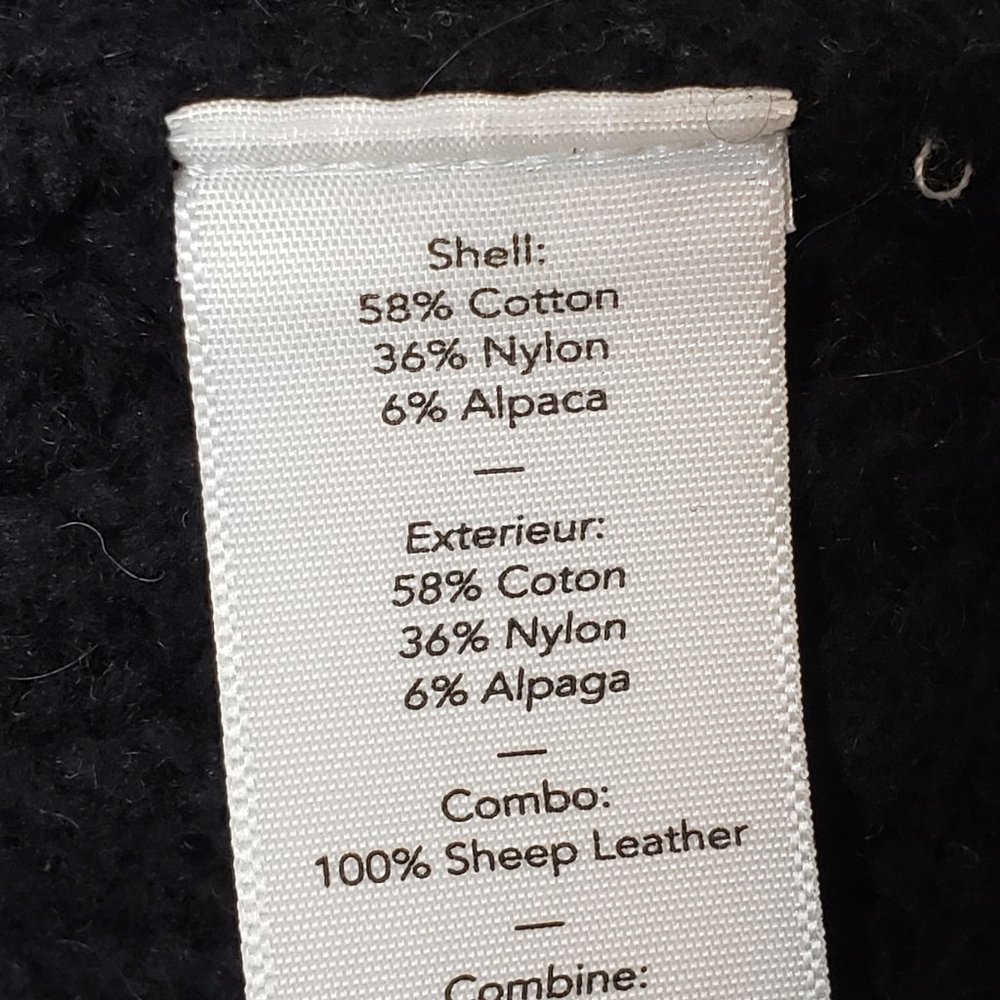 Shell:
58% Cotton
36% Nylon
6% Alpaca
—
Exterieur:
58% Coton
36% Nylon
6% Alpaga
—
Combo:
100% Sheep Leather
—
Combine: